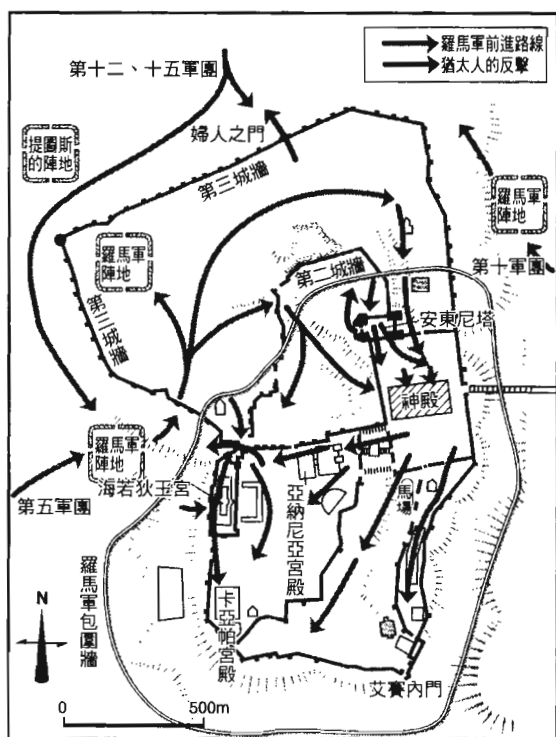 羅馬軍前進路線
猶太人的反擊
第十二、十五軍團
提圖斯
的陣地
婦人之門
第三城牆
羅馬軍
陣地
羅馬軍
陣地
第十軍團
第二城牆
第三城牆
安東尼塔
神殿
羅馬軍
陣地
第五軍團
海若狄王宮
亞納尼亞宮殿
馬場
羅馬軍包圍牆
卡亞帕宮殿
艾賽內門
N
0
500m